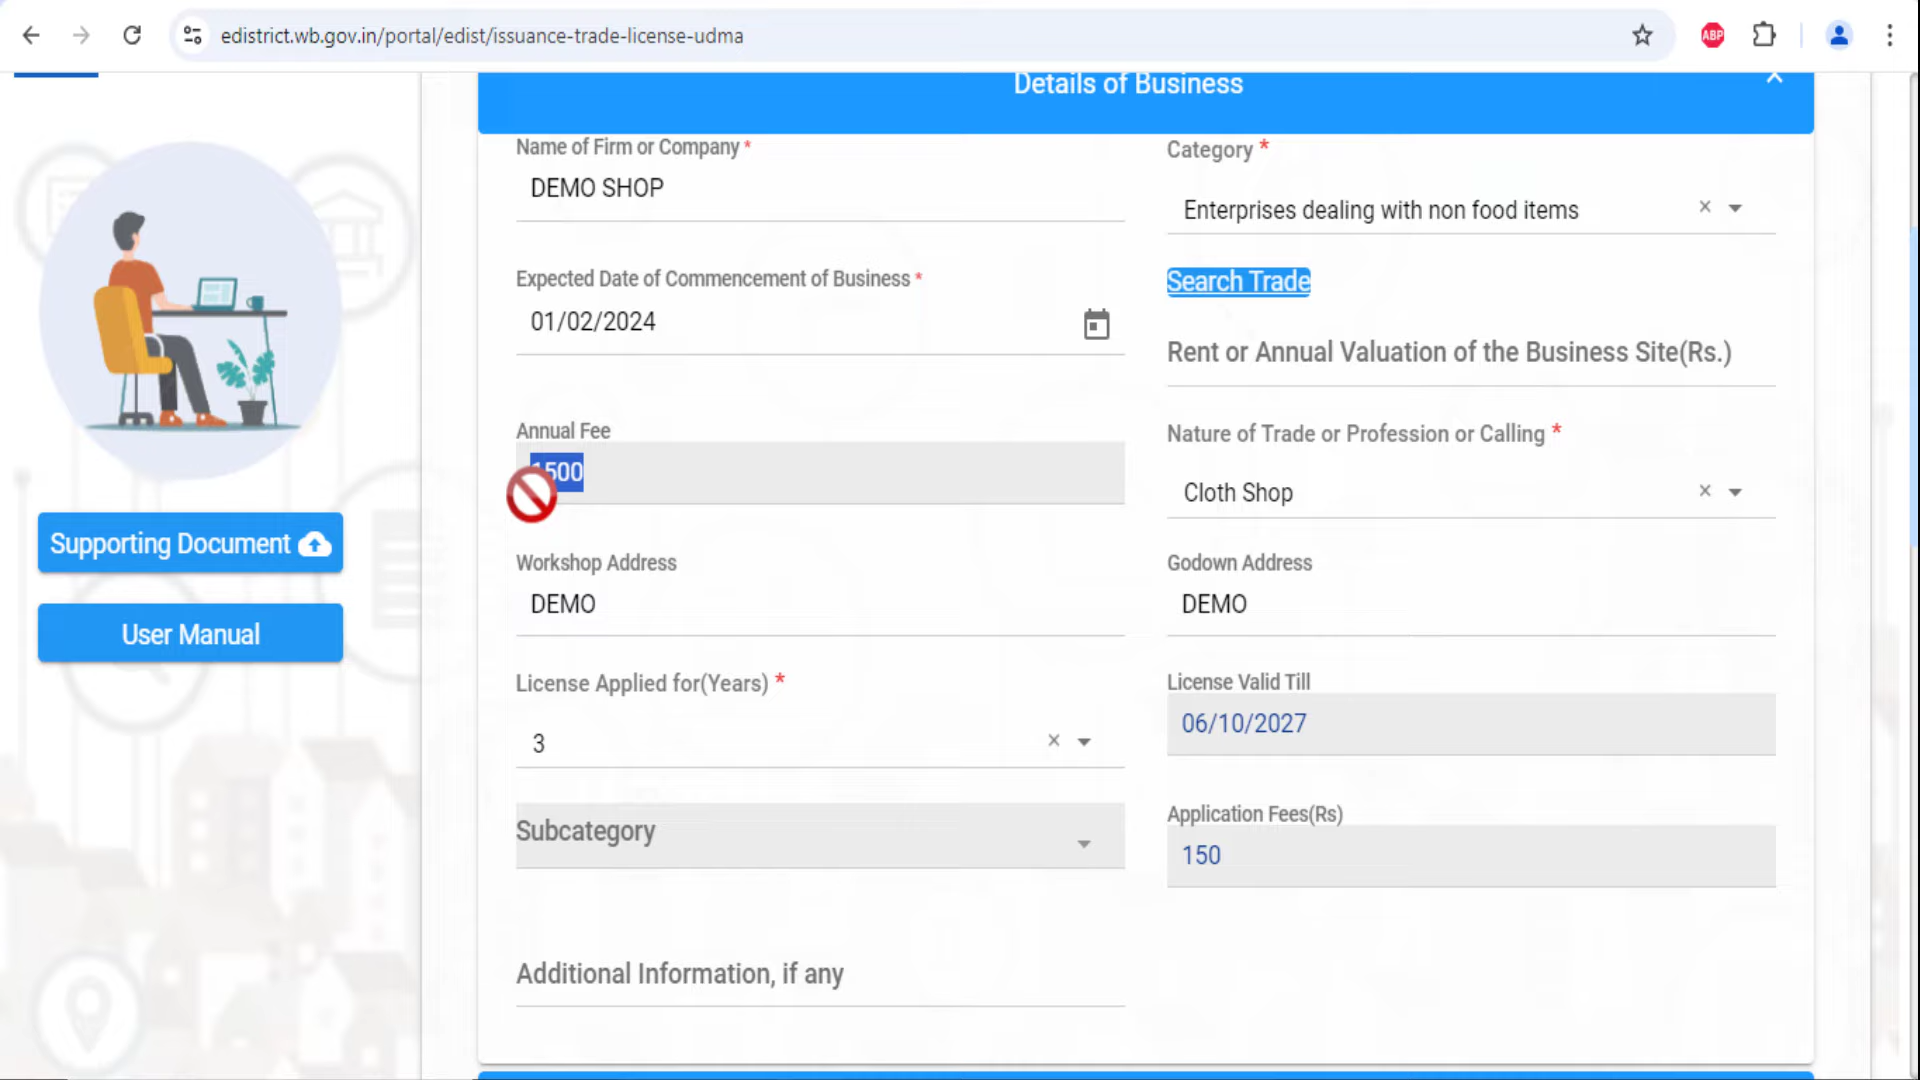 edistrict.wb.gov.in/portal/edist/issuance-trade-license-udma
ABP
Details of Business
Name of Firm or Company *
DEMO SHOP
Category *
Enterprises dealing with non food items
Expected Date of Commencement of Business *
01/02/2024
Search Trade
Rent or Annual Valuation of the Business Site(Rs.)
Annual Fee
1500
Nature of Trade or Profession or Calling *
Cloth Shop
Supporting Document
User Manual
Workshop Address
DEMO
Godown Address
DEMO
License Applied for(Years) *
3
License Valid Till
06/10/2027
Subcategory
Application Fees(Rs)
150
Additional Information, if any